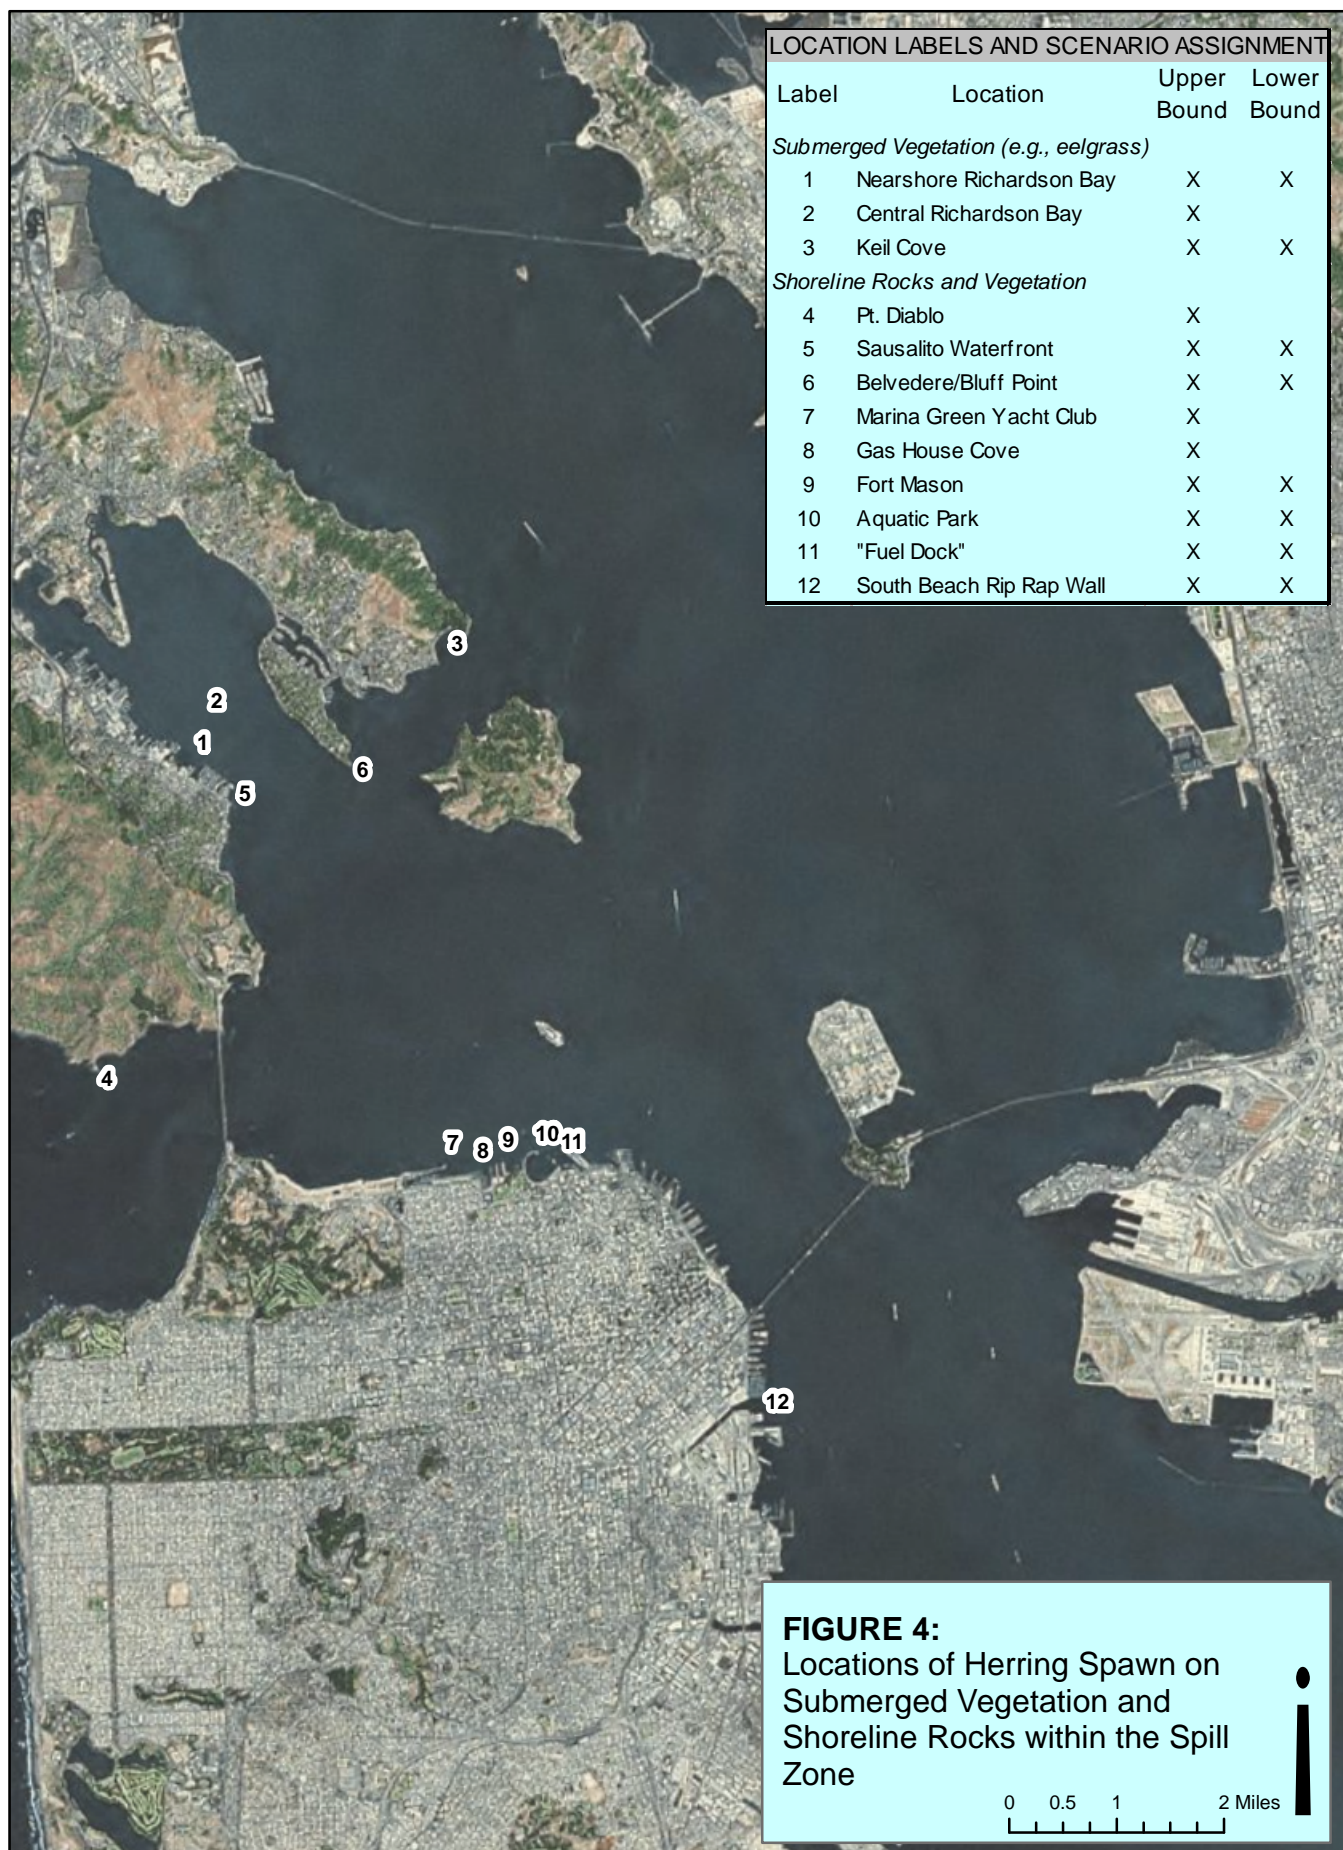 LOCATION LABELS AND SCENARIO ASSIGNMENT
Label Location Upper Bound Lower Bound
Submerged Vegetation (e.g., eelgrass)
1 Nearshore Richardson Bay X X
2 Central Richardson Bay X
3 Keil Cove X X
Shoreline Rocks and Vegetation
4 Pt. Diablo X
5 Sausalito Waterfront X X
6 Belvedere/Bluff Point X X
7 Marina Green Yacht Club X
8 Gas House Cove X
9 Fort Mason X X
10 Aquatic Park X X
11 "Fuel Dock" X X
12 South Beach Rip Rap Wall X X
3
2
1
6
5
4
7
8
9
10
11
12
FIGURE 4:
Locations of Herring Spawn on
Submerged Vegetation and
Shoreline Rocks within the Spill
Zone
0 0.5 1 2 Miles